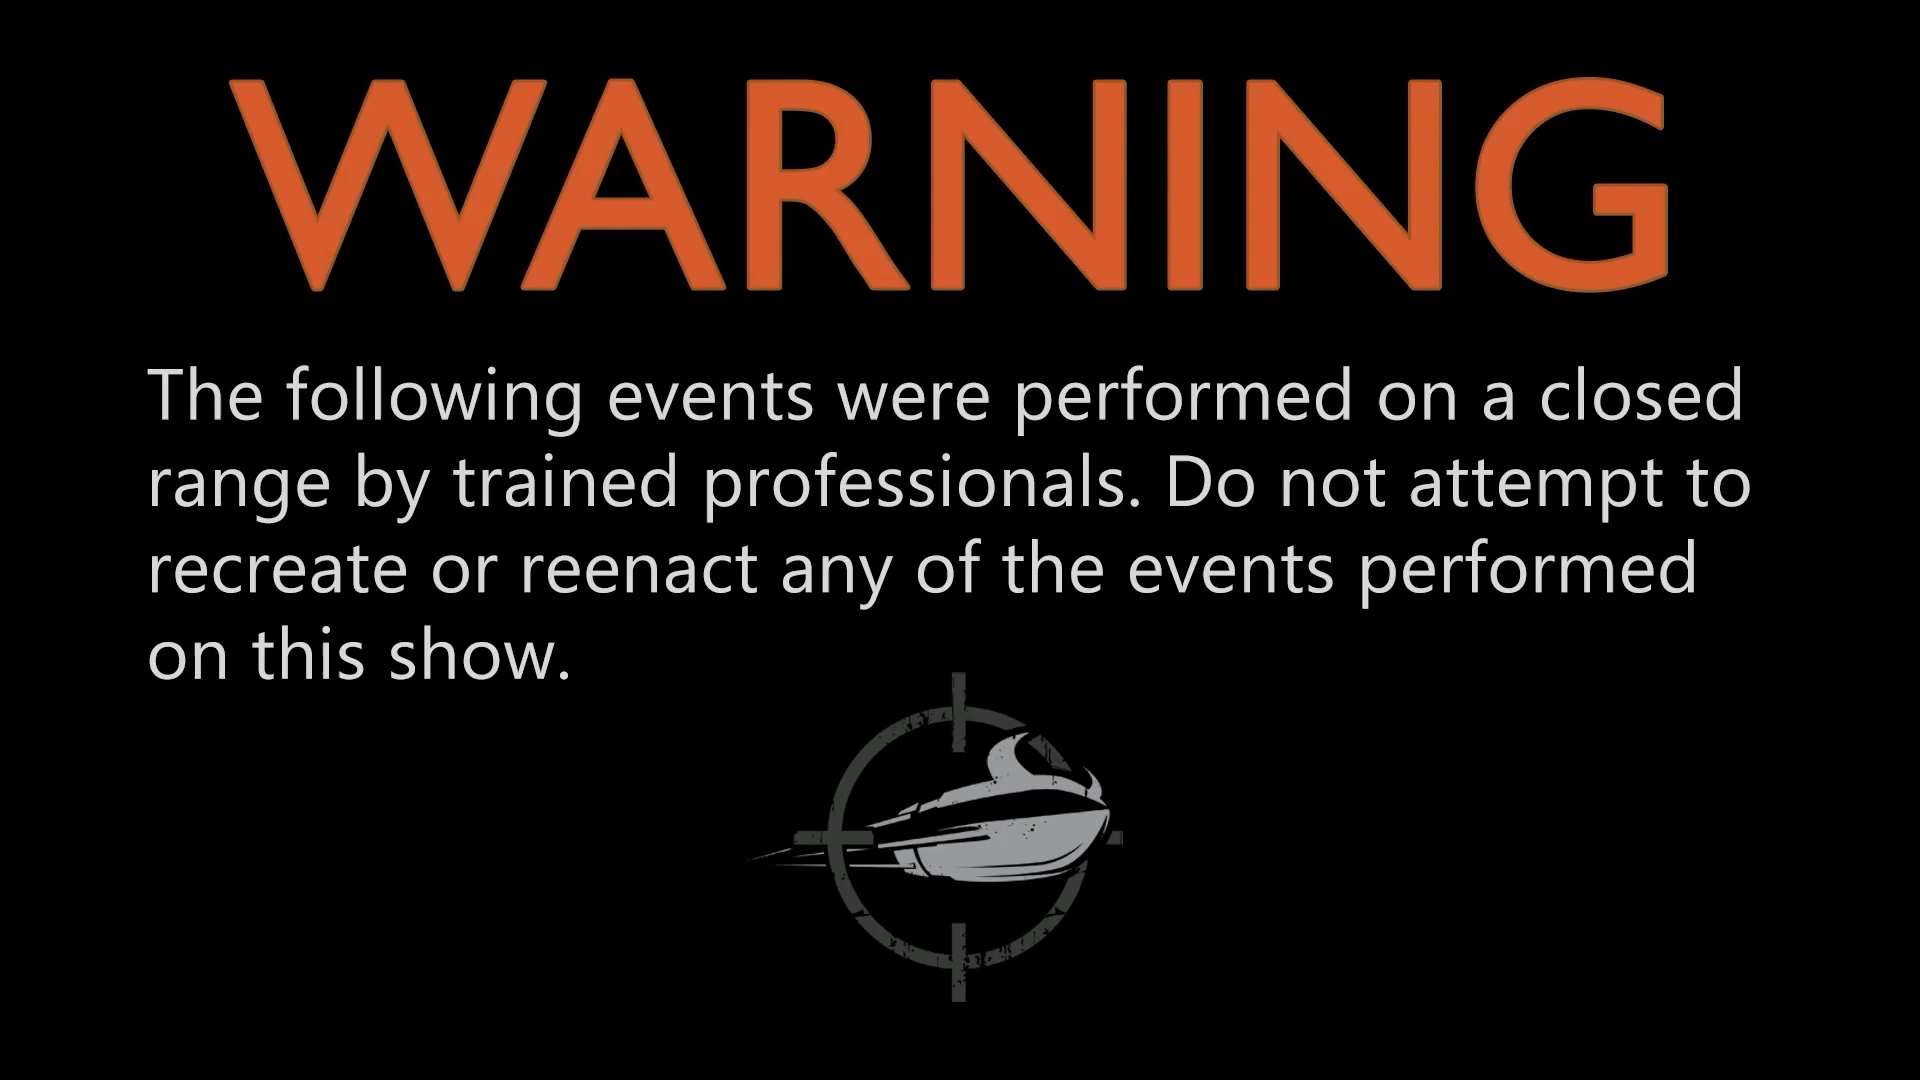 WARNING
The following events were performed on a closed
range by trained professionals. Do not attempt to
recreate or reenact any of the events performed
on this show.